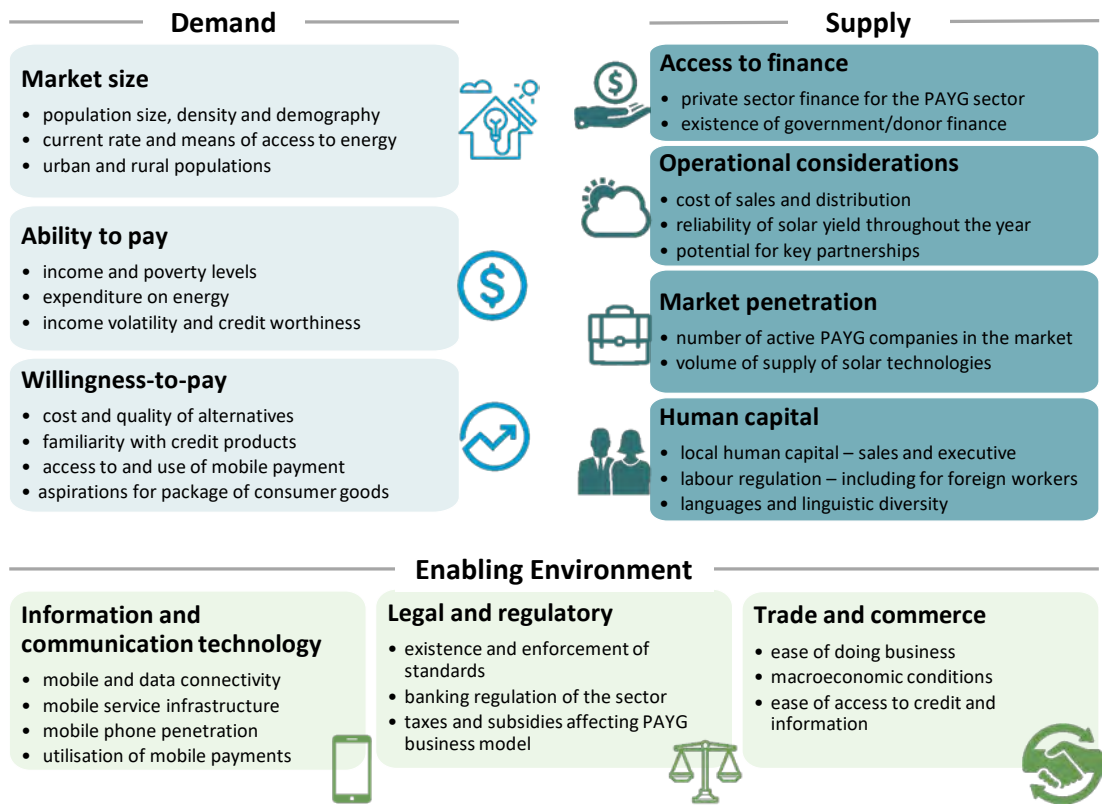 Demand
Market size
• population size, density and demography
• current rate and means of access to energy
• urban and rural populations
Ability to pay
• income and poverty levels
• expenditure on energy
• income volatility and credit worthiness
Willingness-to-pay
• cost and quality of alternatives
• familiarity with credit products
• access to and use of mobile payment
• aspirations for package of consumer goods
Supply
Access to finance
• private sector finance for the PAYG sector
• existence of government/donor finance
Operational considerations
• cost of sales and distribution
• reliability of solar yield throughout the year
• potential for key partnerships
Market penetration
• number of active PAYG companies in the market
• volume of supply of solar technologies
Human capital
• local human capital – sales and executive
• labour regulation – including for foreign workers
• languages and linguistic diversity
Enabling Environment
Information and
communication technology
• mobile and data connectivity
• mobile service infrastructure
• mobile phone penetration
• utilisation of mobile payments
Legal and regulatory
• existence and enforcement of
standards
• banking regulation of the sector
• taxes and subsidies affecting PAYG
business model
Trade and commerce
• ease of doing business
• macroeconomic conditions
• ease of access to credit and
information
$
$